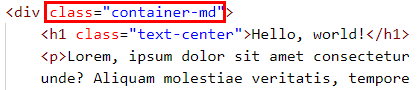 <div class="container-md">
<h1 class="text-center">Hello, world!</h1>
<p>Lorem, ipsum dolor sit amet consectetur
unde? Aliquam molestiae veritatis, tempore